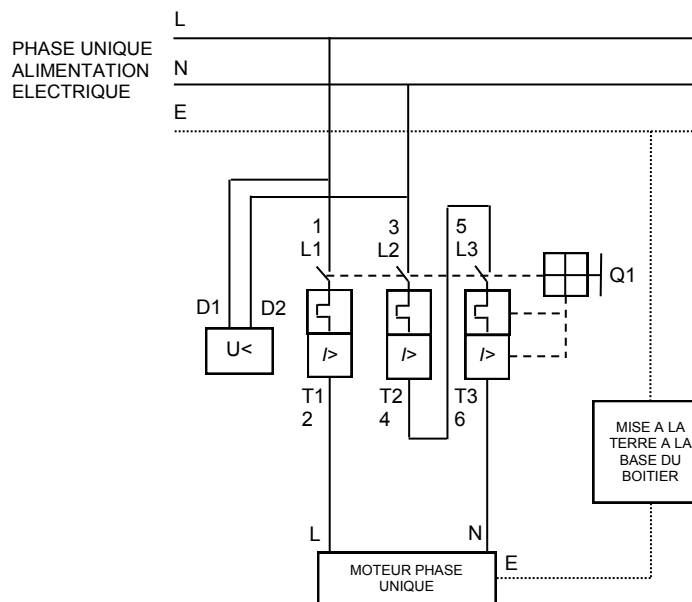 L
PHASE UNIQUE
ALIMENTATION
ELECTRIQUE
N
E
1
3
5
L1
L2
L3
Q1
D1
D2
U<
I>
I>
I>
T1
T2
T3
2
4
6
MISE A LA
TERRE A LA
BASE DU
BOITIER
L
N
E
MOTEUR PHASE
UNIQUE